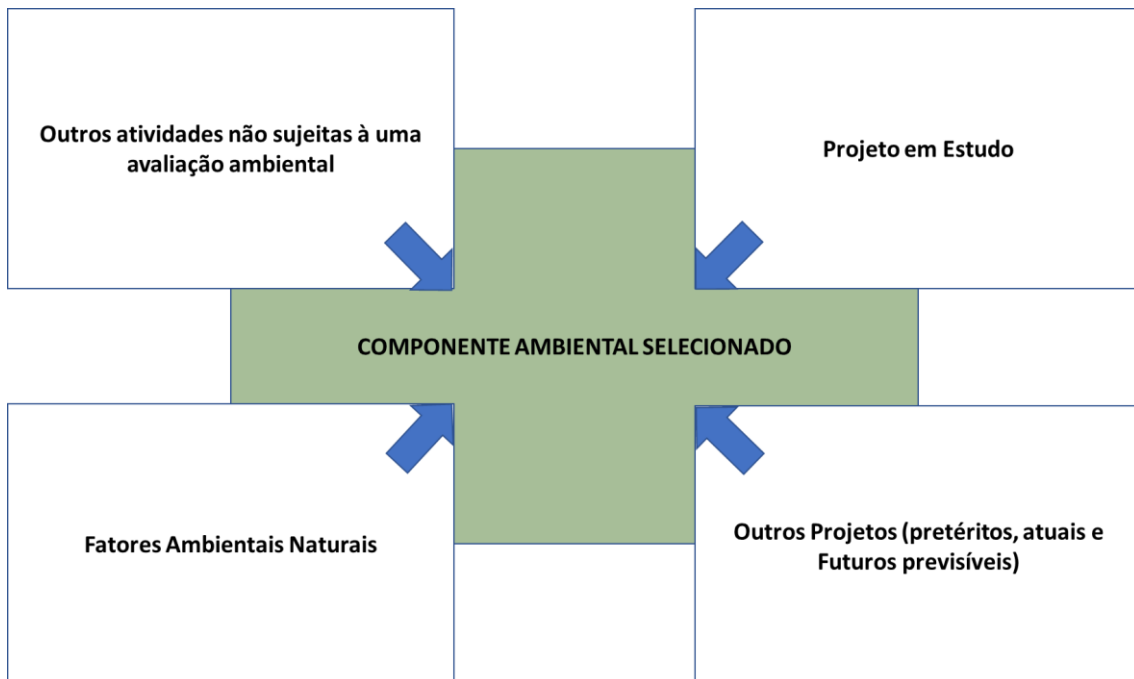 Outros atividades não sujeitas à uma
avaliação ambiental
Projeto em Estudo
COMPONENTE AMBIENTAL SELECIONADO
Fatores Ambientais Naturais
Outros Projetos (pretéritos, atuais e
Futuros previsíveis)